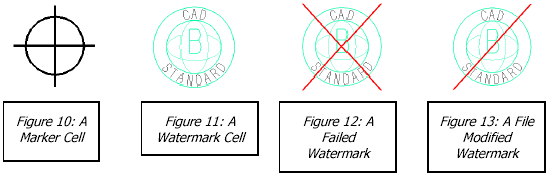 CAD
B
STANDARD
CAD
B
STANDARD
CAD
B
STANDARD
Figure 10: A
Marker Cell
Figure 11: A
Watermark Cell
Figure 12: A
Failed
Watermark
Figure 13: A File
Modified
Watermark